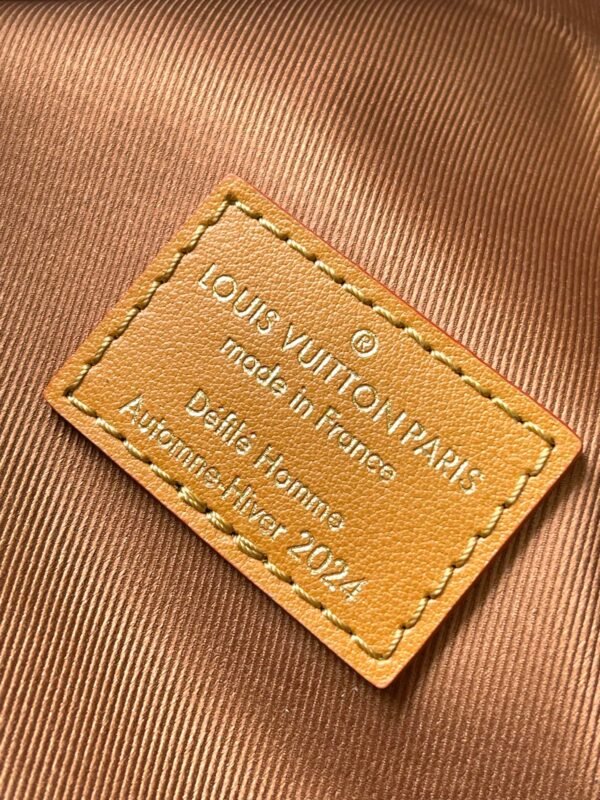 ®
LOUIS VUITTON PARIS
made in France
Défilé Homme
Automne-Hiver 2024